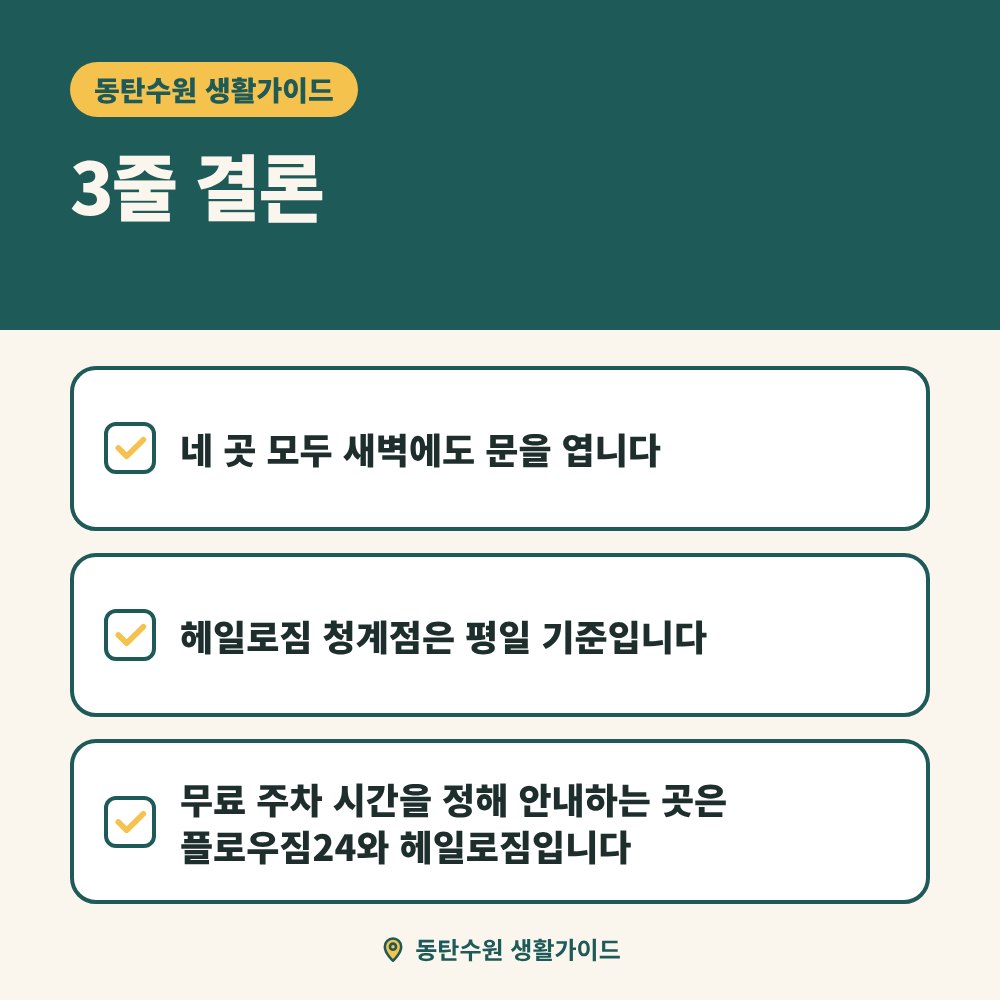 동탄수원 생활가이드
3줄 결론
네 곳 모두 새벽에도 문을 엽니다
헤일로짐 청계점은 평일 기준입니다
무료 주차 시간을 정해 안내하는 곳은
플로우짐24와 헤일로짐입니다
동탄수원 생활가이드